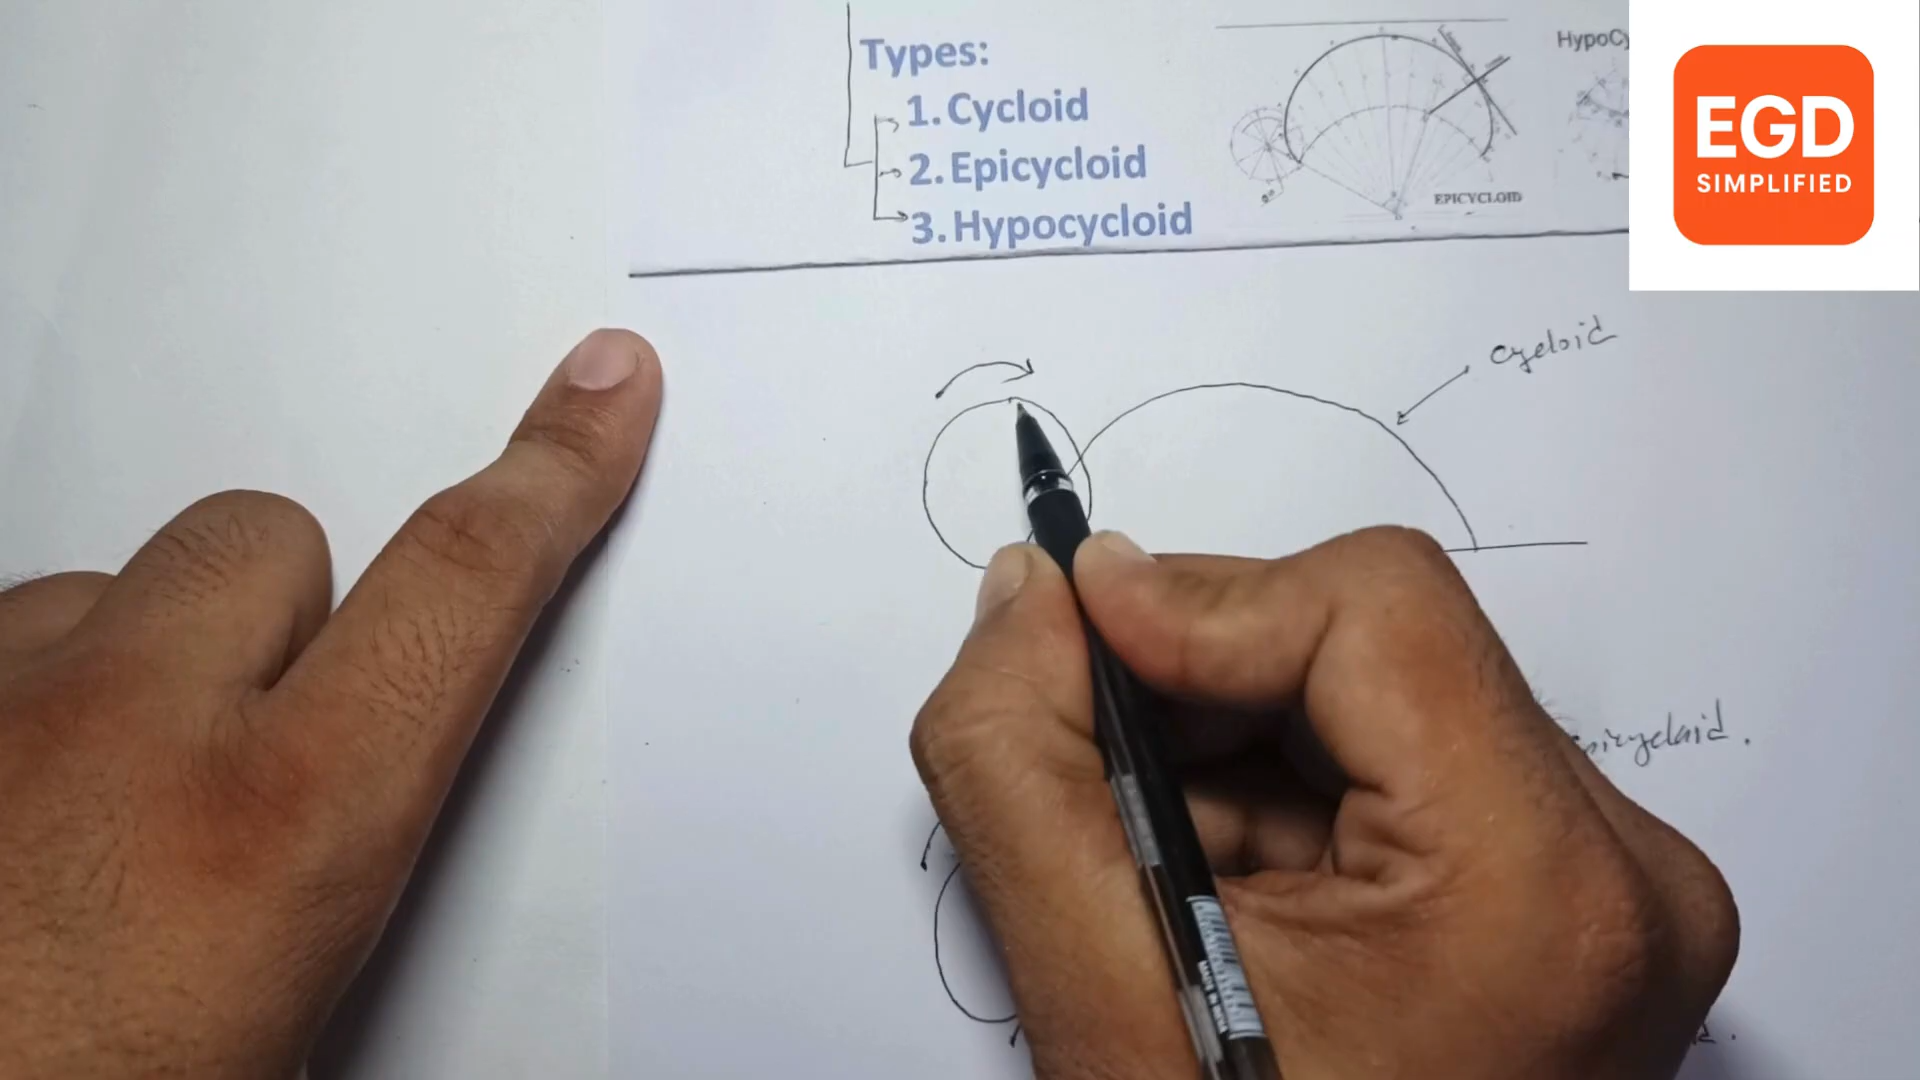 Types:
1. Cycloid
2. Epicycloid
3. Hypocycloid
EPICYCLOID
HypoCy
EGD
SIMPLIFIED
cycloid